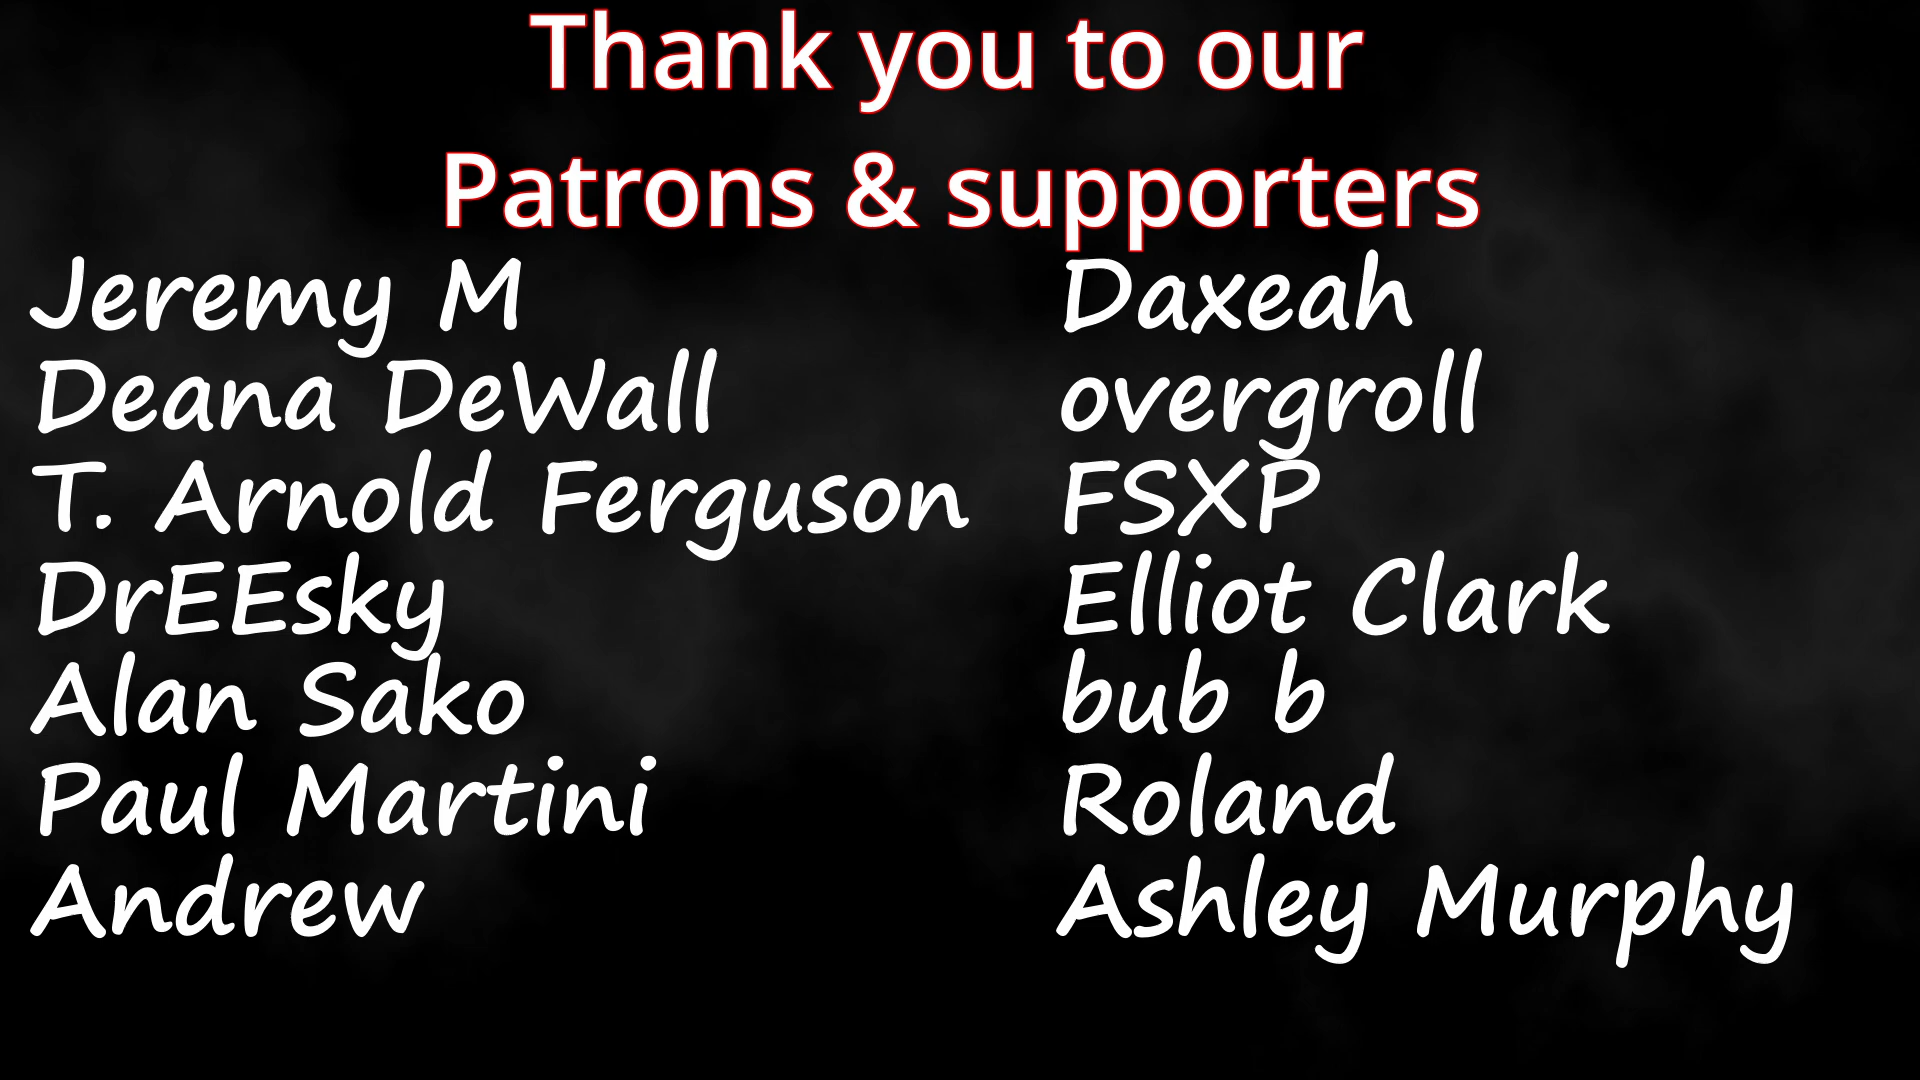 Thank you to our
Patrons & supporters
Jeremy M
Deana DeWall
T. Arnold Ferguson
DrEEsky
Alan Sako
Paul Martini
Andrew
Daxeah
overgroll
FSXP
Elliot Clark
bub b
Roland
Ashley Murphy